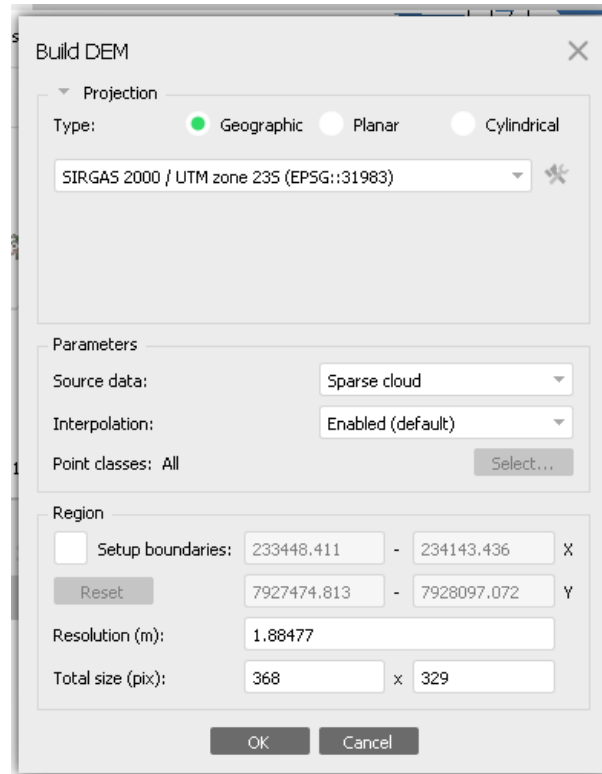 Build DEM
Projection
Type: Geographic Planar Cylindrical
SIRGAS 2000 / UTM zone 23S (EPSG::31983)
Parameters
Source data: Sparse cloud
Interpolation: Enabled (default)
Point classes: All Select...
Region
Setup boundaries: 233448.411 - 234143.436 X
Reset 7927474.813 - 7928097.072 Y
Resolution (m): 1.88477
Total size (pix): 368 x 329
OK Cancel